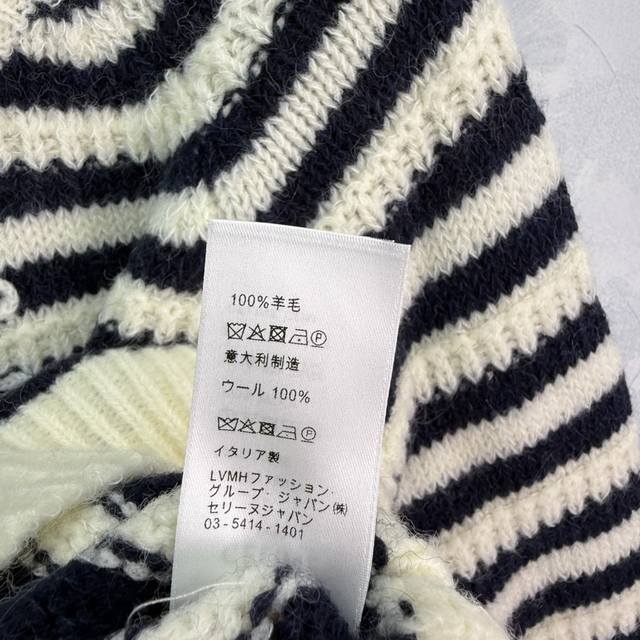 100%羊毛
意大利制造
ウール 100%
イタリア製
LVMHファッション・
グループ・ジャパン㈱
セリーヌジャパン
03-5414-1401